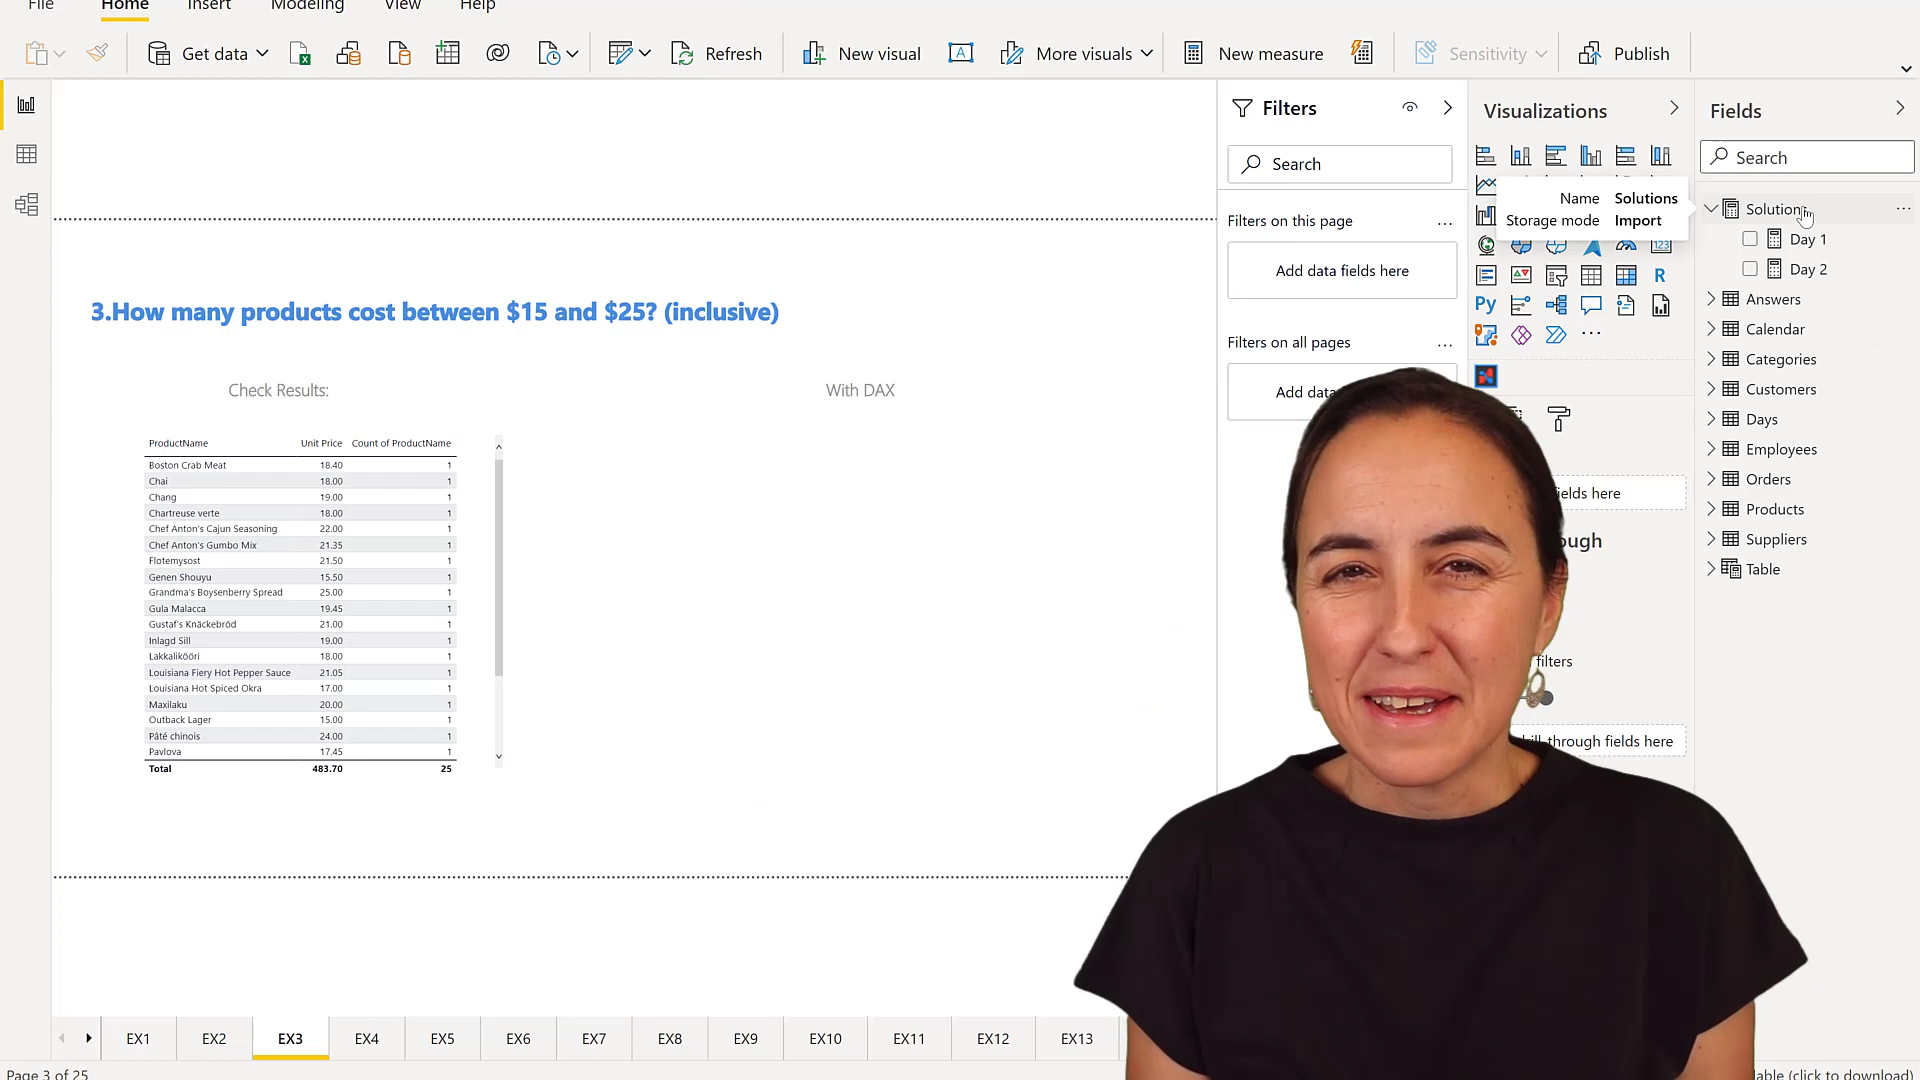 File Home Insert Modeling View Help
Get data Refresh New visual More visuals New measure Sensitivity Publish
Filters
Search
Filters on this page
Add data fields here
Filters on all pages
Add data
Visualizations
Name Solutions
Storage mode Import
123
R
Py
fields here
ough
filters
ill-through fields here
Fields
Search
Solutions
Day 1
Day 2
Answers
Calendar
Categories
Customers
Days
Employees
Orders
Products
Suppliers
Table
3.How many products cost between $15 and $25? (inclusive)
Check Results:
With DAX
ProductName Unit Price Count of ProductName
Boston Crab Meat 18.40 1
Chai 18.00 1
Chang 19.00 1
Chartreuse verte 18.00 1
Chef Anton's Cajun Seasoning 22.00 1
Chef Anton's Gumbo Mix 21.35 1
Flotemysost 21.50 1
Genen Shouyu 15.50 1
Grandma's Boysenberry Spread 25.00 1
Gula Malacca 19.45 1
Gustaf's Knäckebröd 21.00 1
Inlagd Sill 19.00 1
Lakkalikööri 18.00 1
Louisiana Fiery Hot Pepper Sauce 21.05 1
Louisiana Hot Spiced Okra 17.00 1
Maxilaku 20.00 1
Outback Lager 15.00 1
Pâté chinois 24.00 1
Pavlova 17.45 1
Total 483.70 25
EX1 EX2 EX3 EX4 EX5 EX6 EX7 EX8 EX9 EX10 EX11 EX12 EX13
Page 3 of 25
lable (click to download)